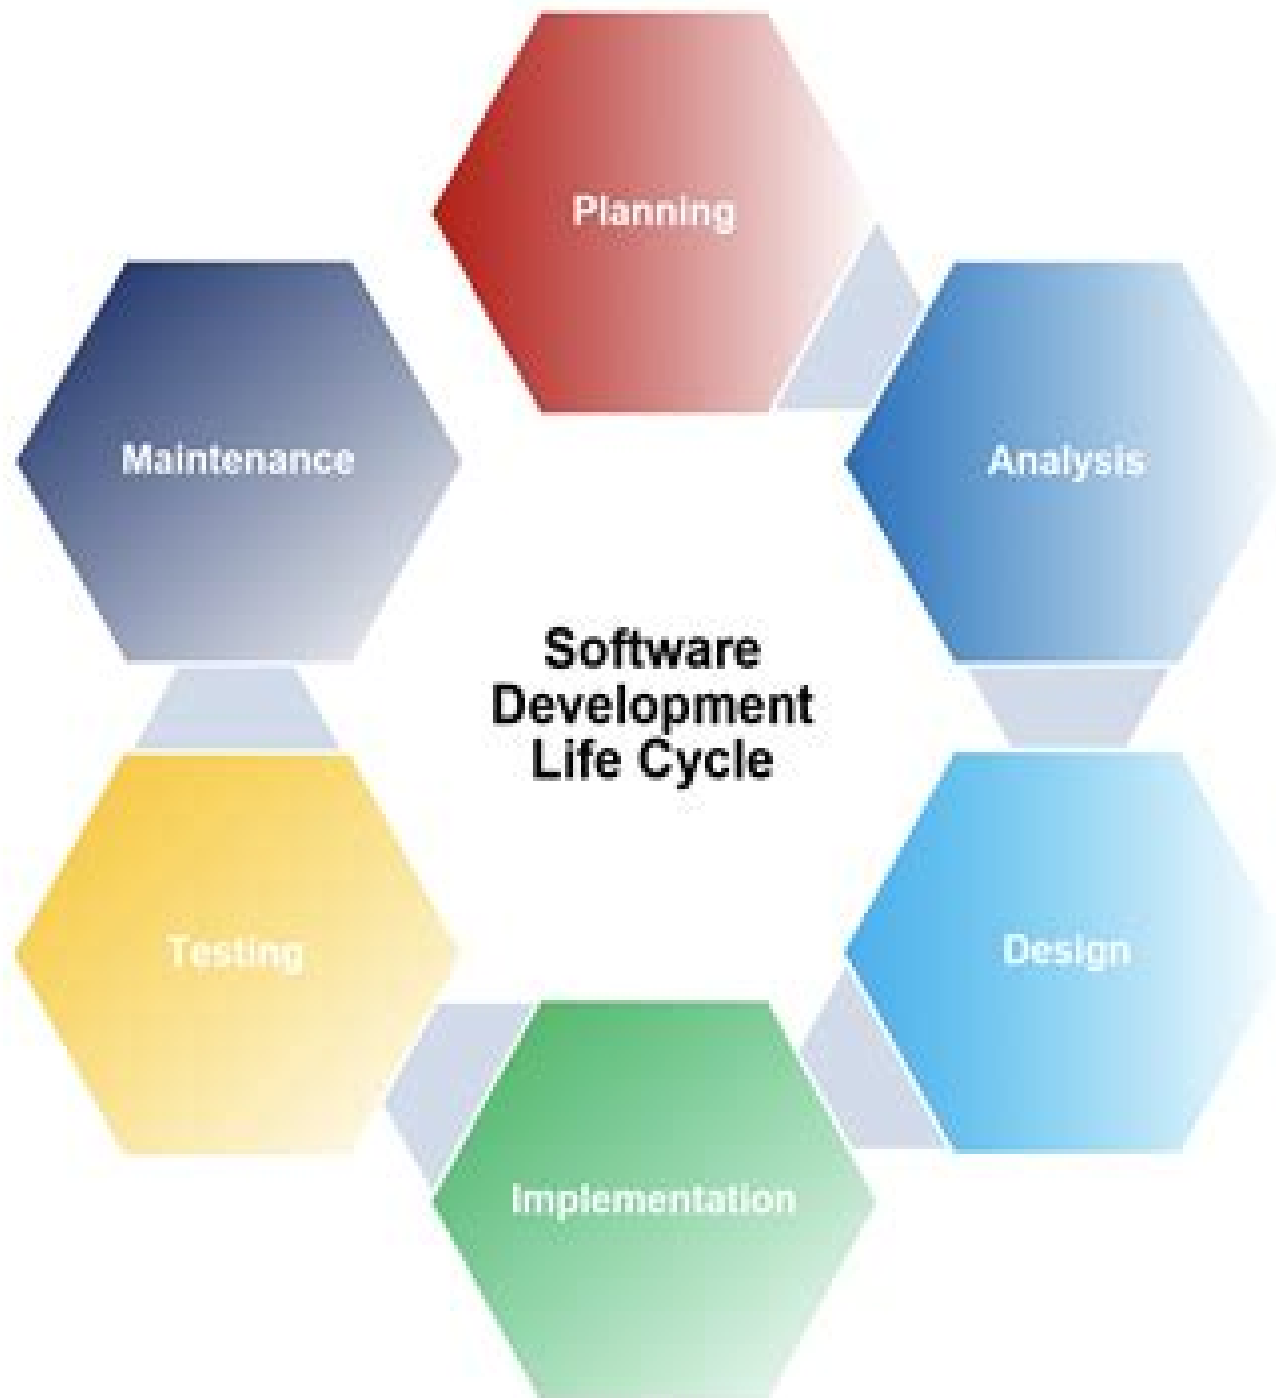 Planning
Analysis
Design
Implementation
Testing
Maintenance
Software
Development
Life Cycle